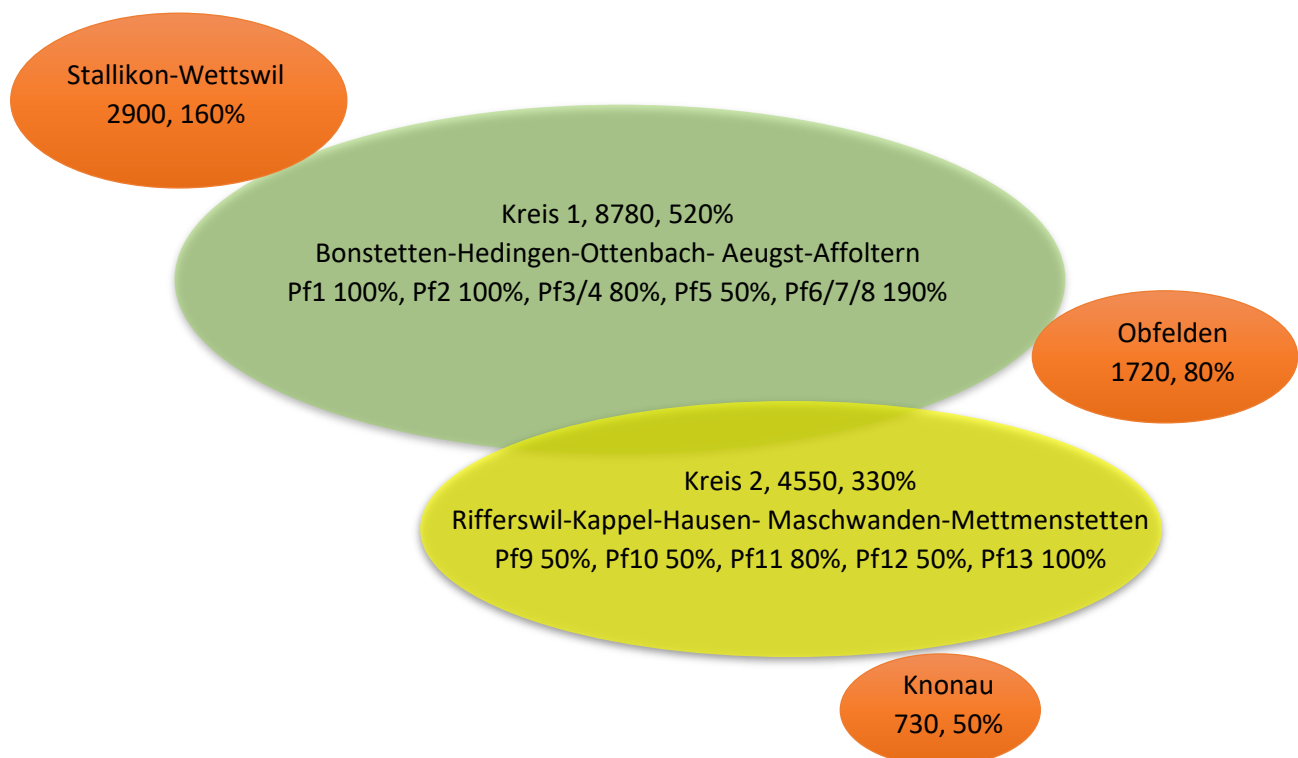 Stallikon-Wettswil
2900, 160%
Kreis 1, 8780, 520%
Bonstetten-Hedingen-Ottenbach- Aeugst-Affoltern
Pf1 100%, Pf2 100%, Pf3/4 80%, Pf5 50%, Pf6/7/8 190%
Obfelden
1720, 80%
Kreis 2, 4550, 330%
Rifferswil-Kappel-Hausen- Maschwanden-Mettmenstetten
Pf9 50%, Pf10 50%, Pf11 80%, Pf12 50%, Pf13 100%
Knonau
730, 50%